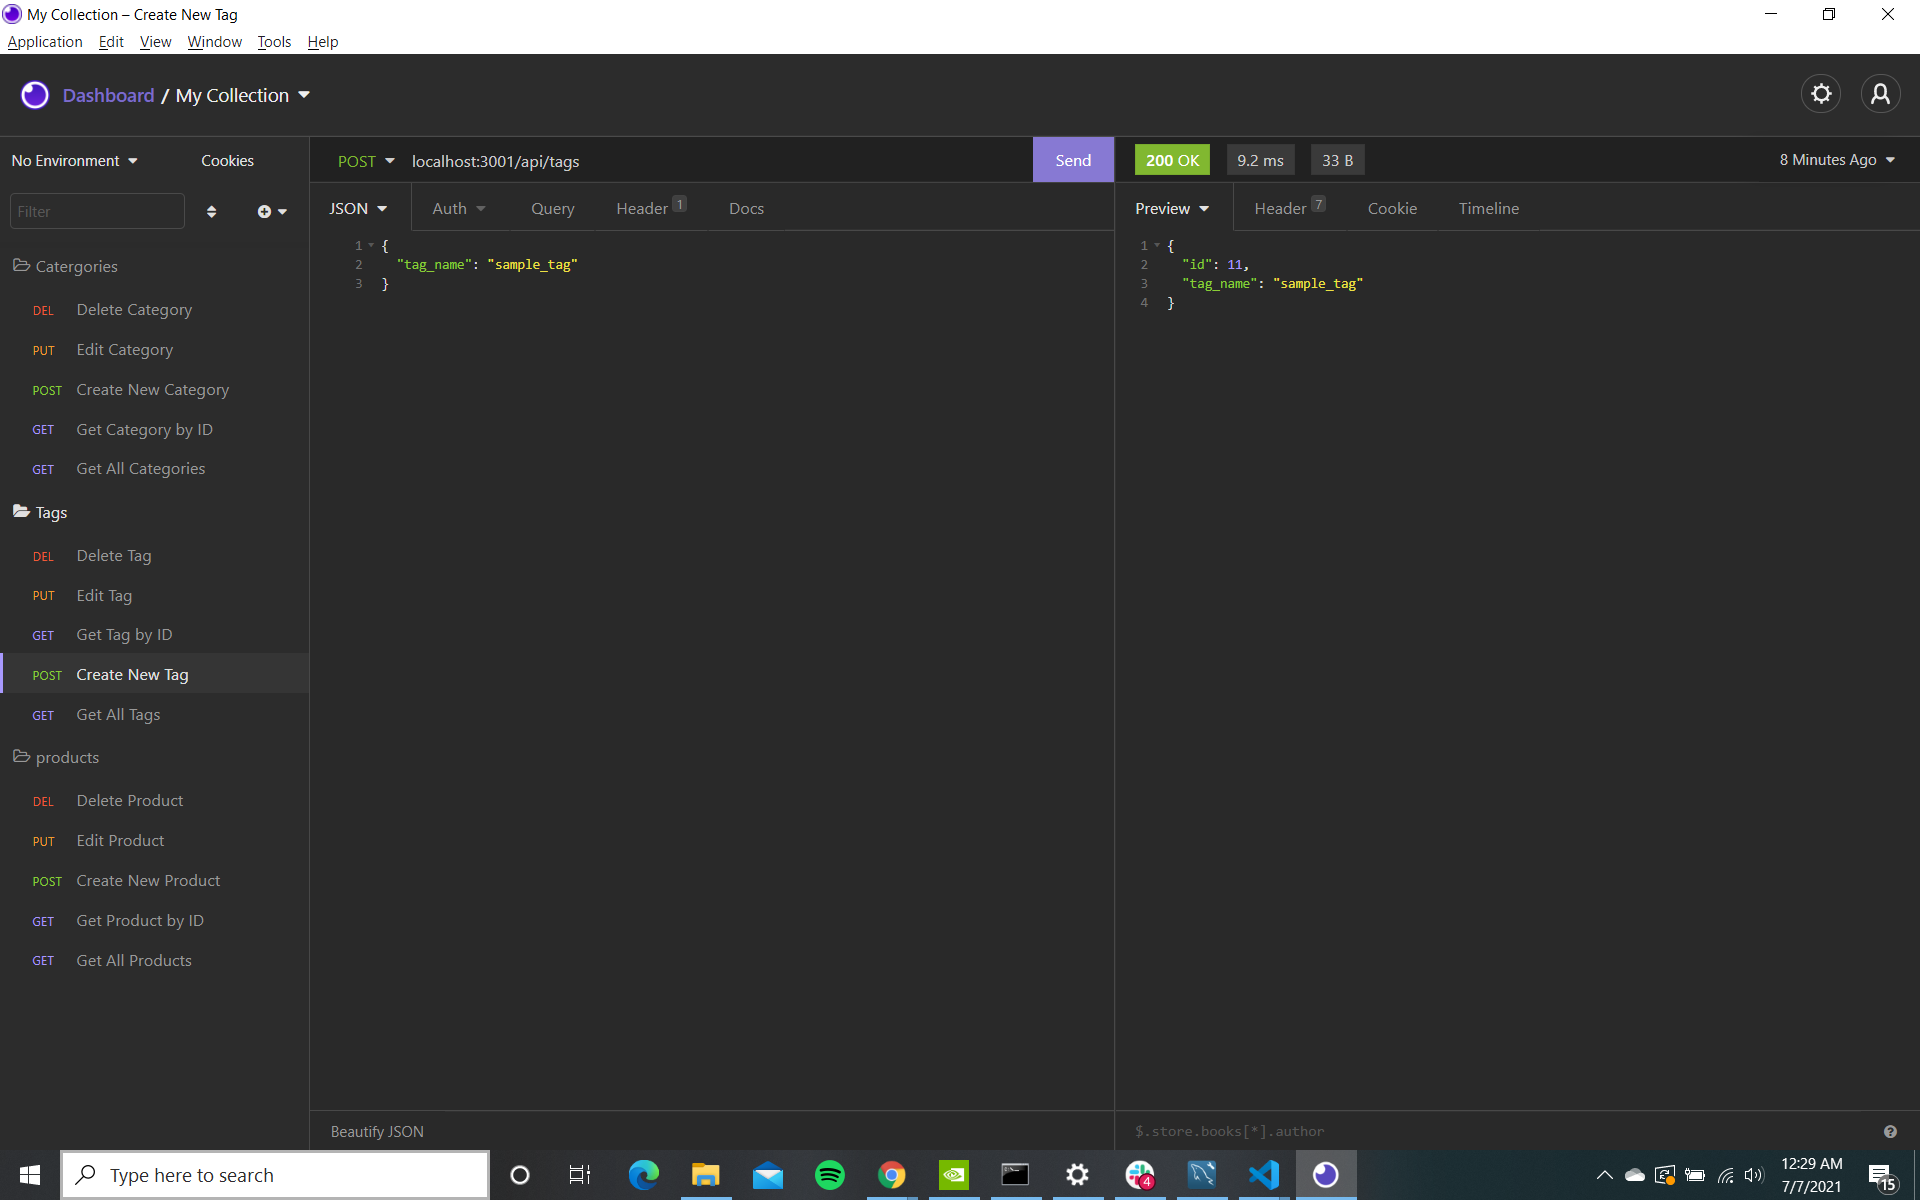 My Collection – Create New Tag
Application Edit View Window Tools Help
Dashboard / My Collection
No Environment Cookies
POST localhost:3001/api/tags Send
200 OK 9.2 ms 33 B 8 Minutes Ago
Filter
JSON Auth Query Header 1 Docs
Preview Header 7 Cookie Timeline
1 {
2 "tag_name": "sample_tag"
3 }
1 {
2 "id": 11,
3 "tag_name": "sample_tag"
4 }
Catergories
DEL Delete Category
PUT Edit Category
POST Create New Category
GET Get Category by ID
GET Get All Categories
Tags
DEL Delete Tag
PUT Edit Tag
GET Get Tag by ID
POST Create New Tag
GET Get All Tags
products
DEL Delete Product
PUT Edit Product
POST Create New Product
GET Get Product by ID
GET Get All Products
Beautify JSON
$.store.books[*].author
Type here to search
4
12:29 AM
7/7/2021
15